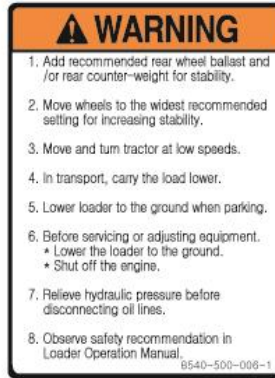 WARNING
1. Add recommended rear wheel ballast and
/or rear counter-weight for stability.
2. Move wheels to the widest recommended
setting for increasing stability.
3. Move and turn tractor at low speeds.
4. In transport, carry the load lower.
5. Lower loader to the ground when parking.
6. Before servicing or adjusting equipment.
* Lower the loader to the ground.
* Shut off the engine.
7. Relieve hydraulic pressure before
disconnecting oil lines.
8. Observe safety recommendation in
Loader Operation Manual.
8540-500-006-1